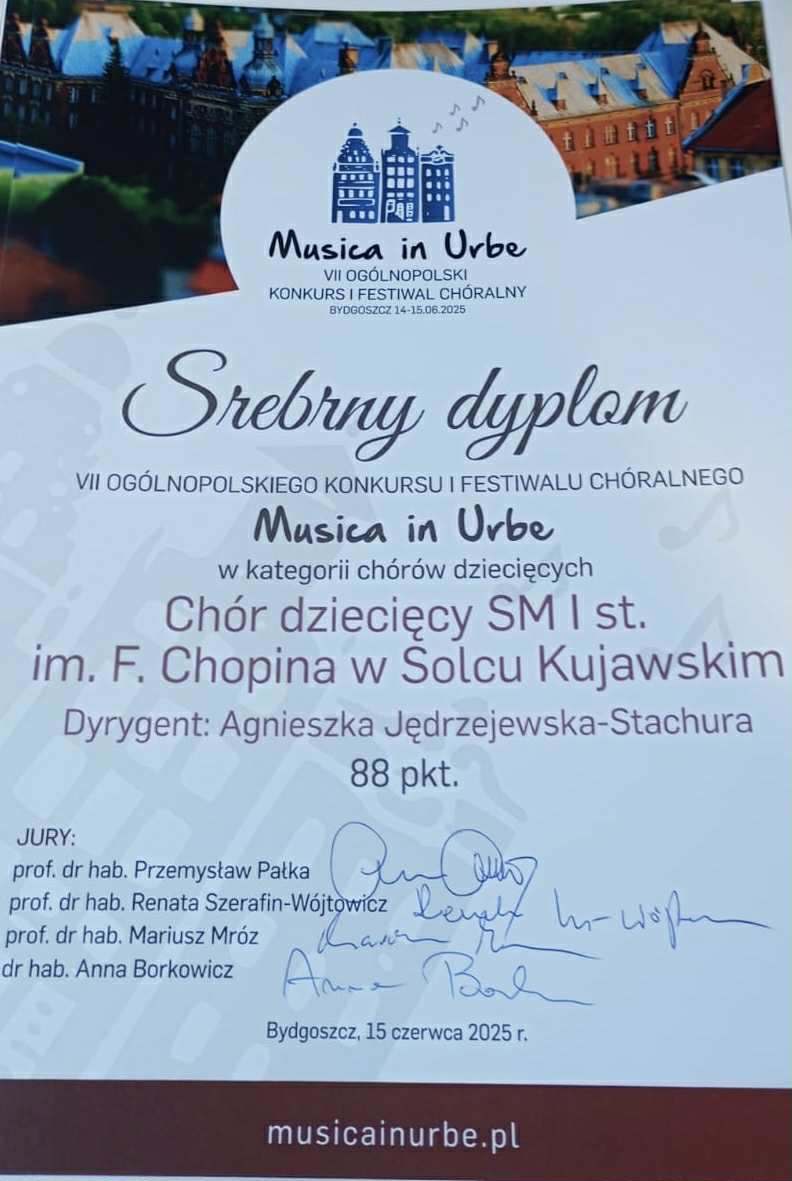 Musica in Urbe
VII OGÓLNOPOLSKI
KONKURS I FESTIWAL CHÓRALNY
BYDGOSZCZ 14-15.06.2025
Srebrny dyplom
VII OGÓLNOPOLSKIEGO KONKURSU I FESTIWALU CHÓRALNEGO
Musica in Urbe
w kategorii chórów dziecięcych
Chór dziecięcy SM I st.
im. F. Chopina w Solcu Kujawskim
Dyrygent: Agnieszka Jędrzejewska-Stachura
88 pkt.
JURY:
prof. dr hab. Przemysław Pałka
prof. dr hab. Renata Szerafin-Wójtowicz
prof. dr hab. Mariusz Mróz
dr hab. Anna Borkowicz
Bydgoszcz, 15 czerwca 2025 r.
musicainurbe.pl